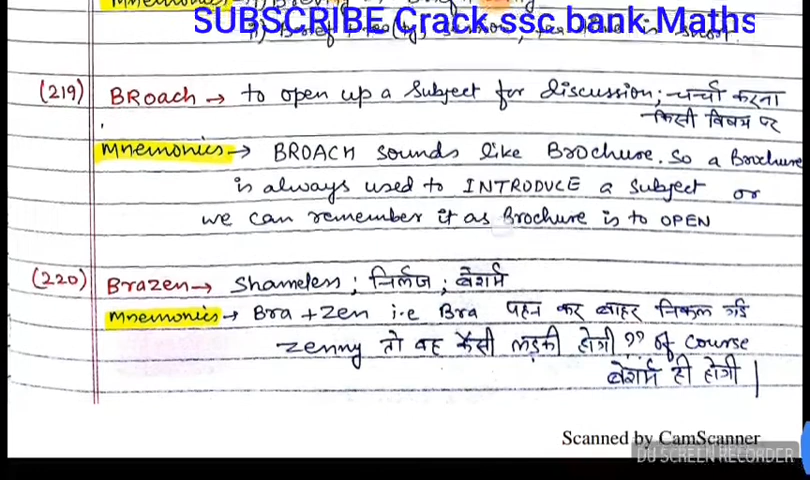 SUBSCRIBE Crack ssc bank Maths
(219) BRoach → to open up a Subject for discussion; चर्चा करना
किसी विषय पर
Mnemonics → BROACH sounds like Brochure. So a Brochure
is always used to INTRODUCE a subject or
we can remember it as Brochure is to OPEN
(220) Brazen → Shameless; निर्लज; बेशर्म
Mnemonics → Bra + Zen i.e Bra पहन कर बाहर निकल गई
Zenny तो वह कैसी लड़की होगी ?? of course
बेशर्म ही होगी |
Scanned by CamScanner
DU SCREEN RECORDER